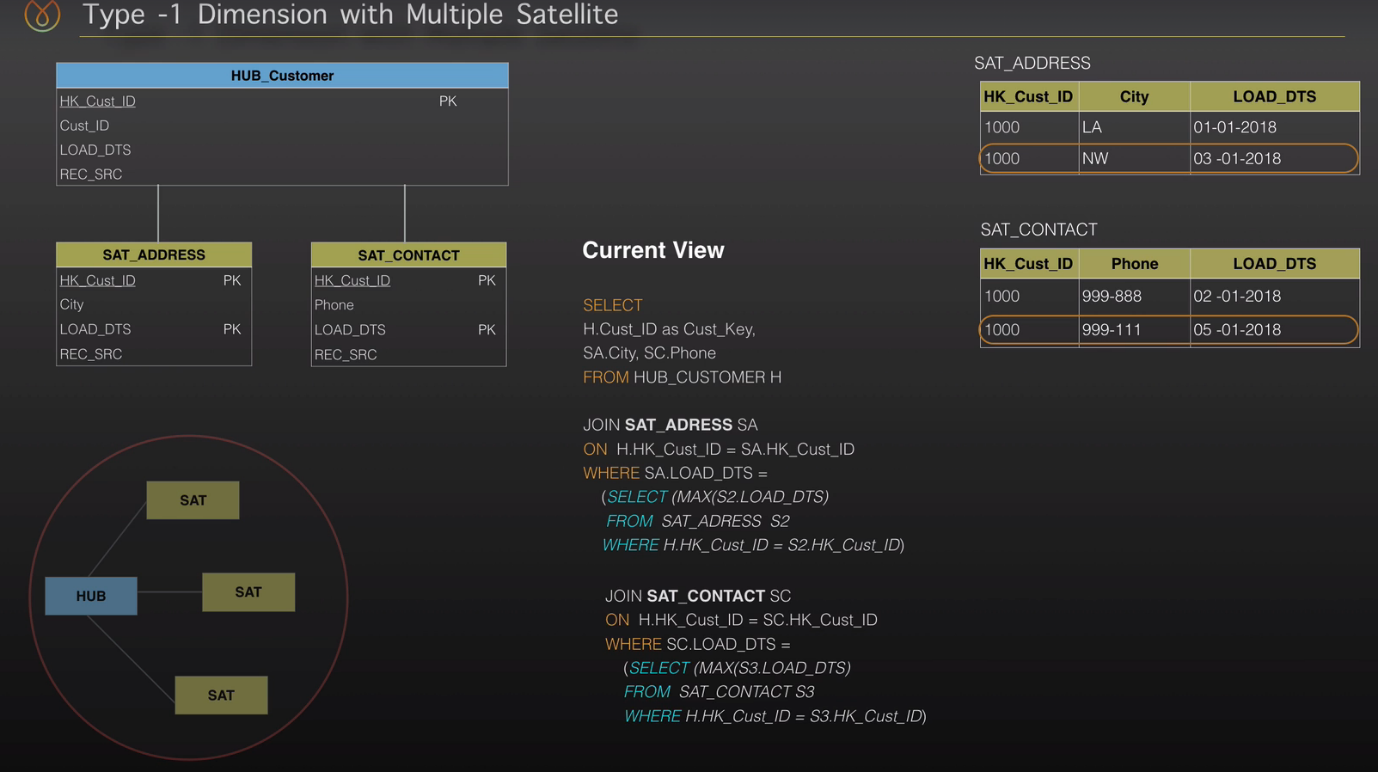 Type -1 Dimension with Multiple Satellite
HUB_Customer
HK_Cust_ID PK
Cust_ID
LOAD_DTS
REC_SRC
SAT_ADDRESS
HK_Cust_ID PK
City
LOAD_DTS PK
REC_SRC
SAT_CONTACT
HK_Cust_ID PK
Phone
LOAD_DTS PK
REC_SRC
SAT
HUB
SAT
SAT
Current View
SELECT
H.Cust_ID as Cust_Key,
SA.City, SC.Phone
FROM HUB_CUSTOMER H
JOIN SAT_ADRESS SA
ON H.HK_Cust_ID = SA.HK_Cust_ID
WHERE SA.LOAD_DTS =
(SELECT (MAX(S2.LOAD_DTS)
FROM SAT_ADRESS S2
WHERE H.HK_Cust_ID = S2.HK_Cust_ID)
JOIN SAT_CONTACT SC
ON H.HK_Cust_ID = SC.HK_Cust_ID
WHERE SC.LOAD_DTS =
(SELECT (MAX(S3.LOAD_DTS)
FROM SAT_CONTACT S3
WHERE H.HK_Cust_ID = S3.HK_Cust_ID)
SAT_ADDRESS
HK_Cust_ID City LOAD_DTS
1000 LA 01-01-2018
1000 NW 03 -01-2018
SAT_CONTACT
HK_Cust_ID Phone LOAD_DTS
1000 999-888 02 -01-2018
1000 999-111 05 -01-2018